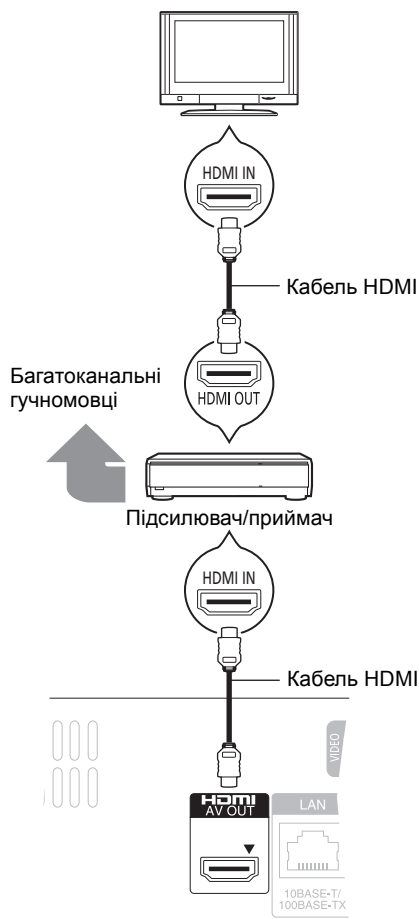 HDMI IN
Кабель HDMI
HDMI OUT
Багатоканальні
гучномовці
Підсилювач/приймач
HDMI IN
Кабель HDMI
VIDEO
HDMI
AV OUT
LAN
10BASE-T/
100BASE-TX